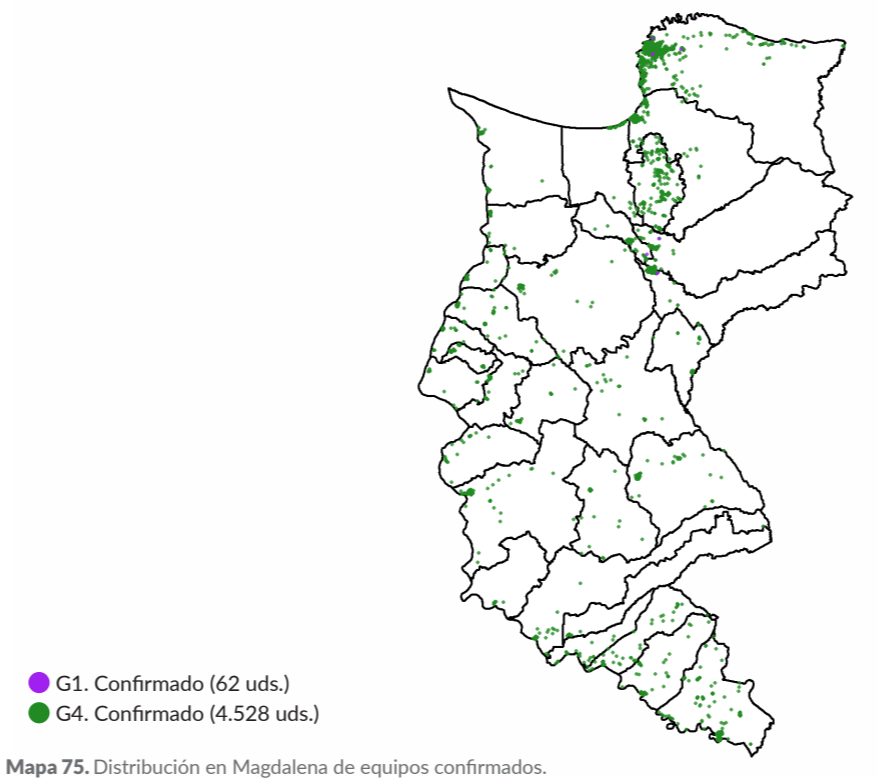 G1. Confirmado (62 uds.)
G4. Confirmado (4.528 uds.)
Mapa 75. Distribución en Magdalena de equipos confirmados.